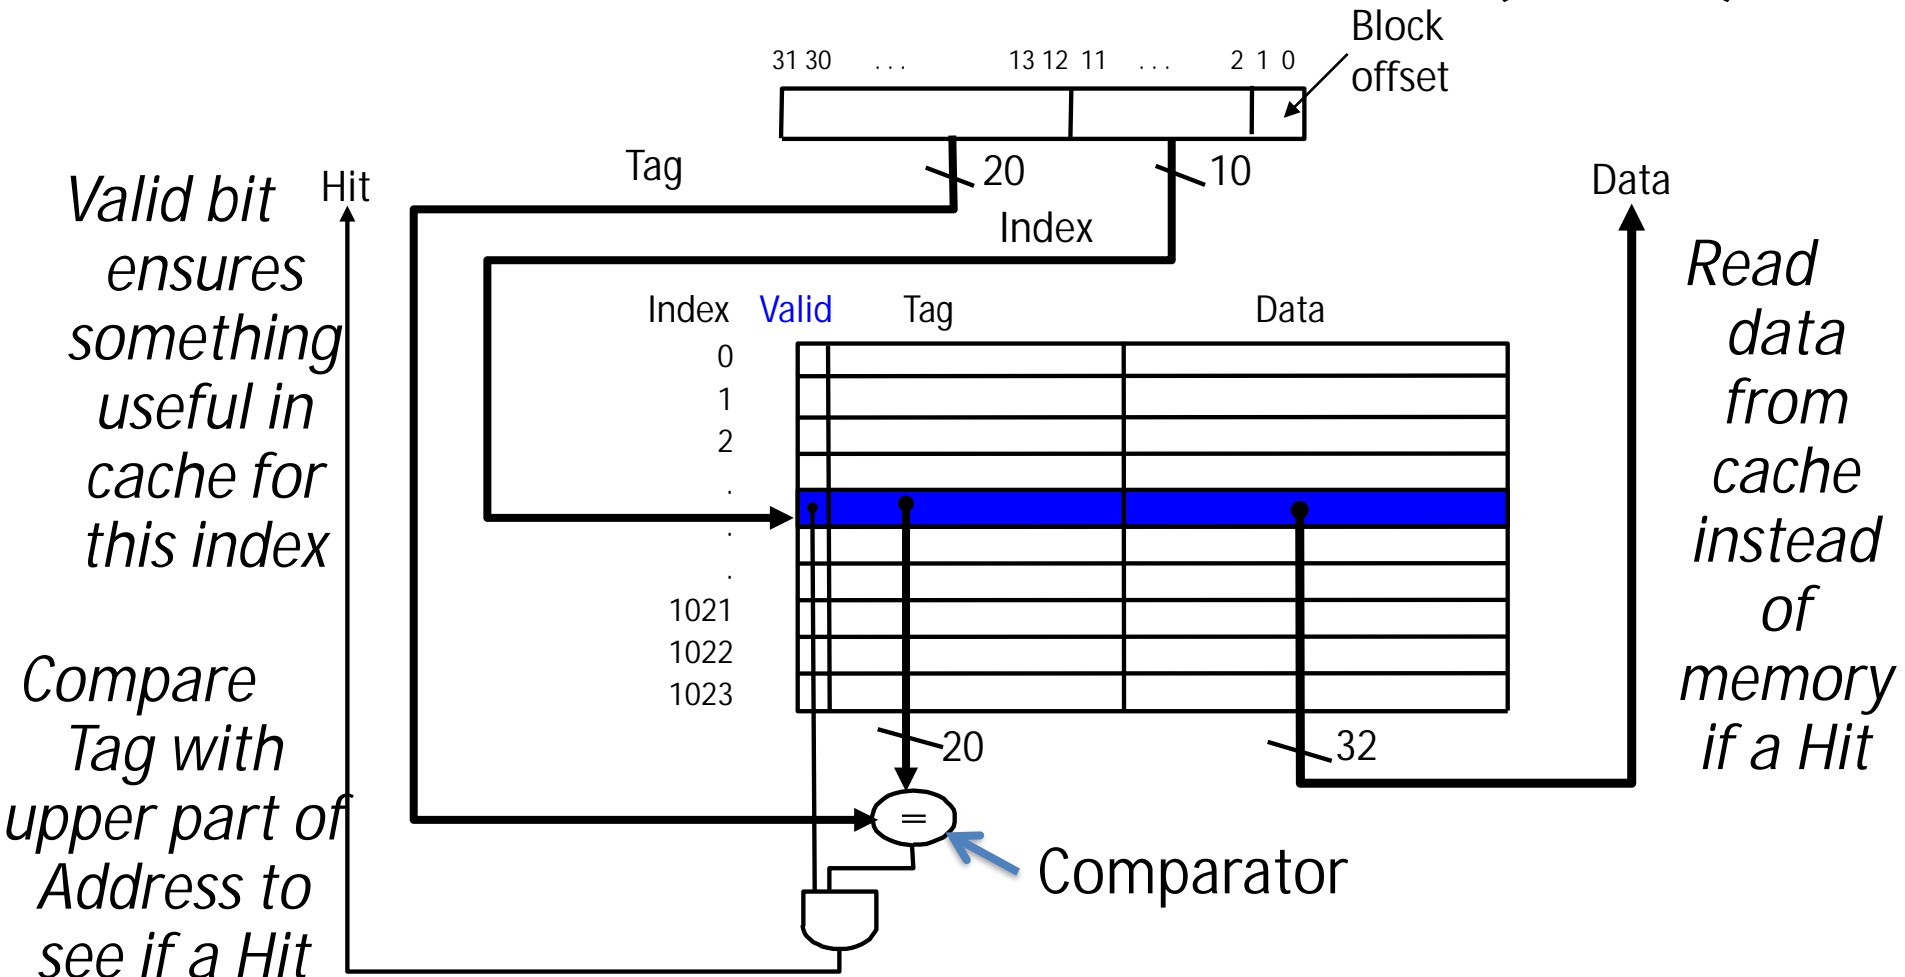 Block
offset
31 30 ... 13 12 11 ... 2 1 0
Tag
20
10
Index
Hit
Data
Valid bit
ensures
something
useful in
cache for
this index
Compare
Tag with
upper part of
Address to
see if a Hit
Index Valid Tag Data
0
1
2
.
.
.
1021
1022
1023
20
32
=
Comparator
Read
data
from
cache
instead
of
memory
if a Hit